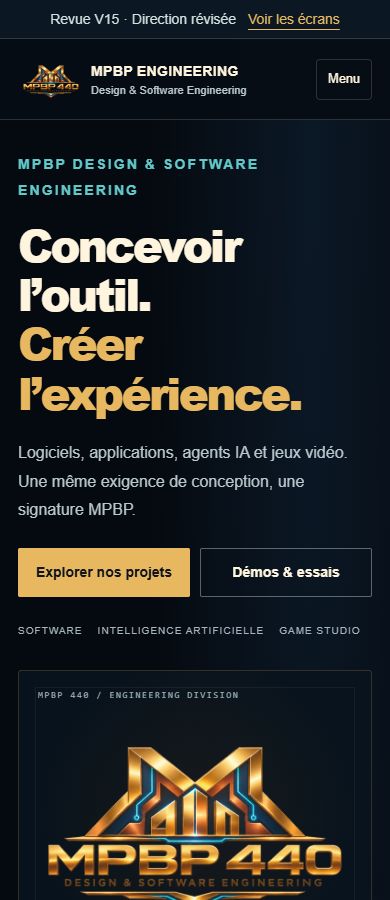 Revue V15 · Direction révisée Voir les écrans
MPBP 440
MPBP ENGINEERING
Design & Software Engineering
Menu
MPBP DESIGN & SOFTWARE
ENGINEERING
Concevoir
l’outil.
Créer
l’expérience.
Logiciels, applications, agents IA et jeux vidéo.
Une même exigence de conception, une
signature MPBP.
Explorer nos projets
Démos & essais
SOFTWARE INTELLIGENCE ARTIFICIELLE GAME STUDIO
MPBP 440 / ENGINEERING DIVISION
MPBP 440
DESIGN & SOFTWARE ENGINEERING